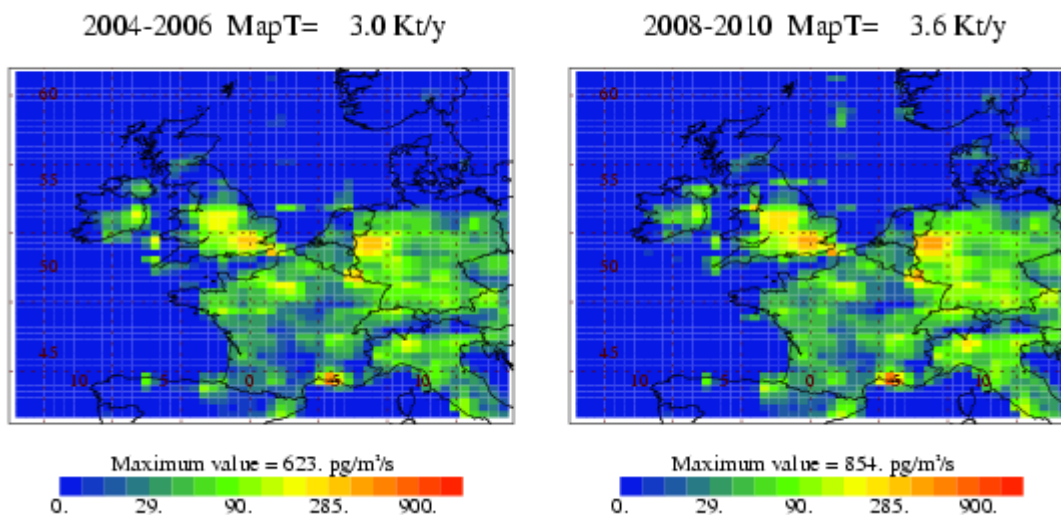 2004-2006 MapT= 3.0 Kt/y
60
55
50
45
10 5 0 5 10
Maximum value = 623. pg/m²/s
0. 29. 90. 285. 900.
2008-2010 MapT= 3.6 Kt/y
60
55
50
45
10 5 0 5 10
Maximum value = 854. pg/m²/s
0. 29. 90. 285. 900.